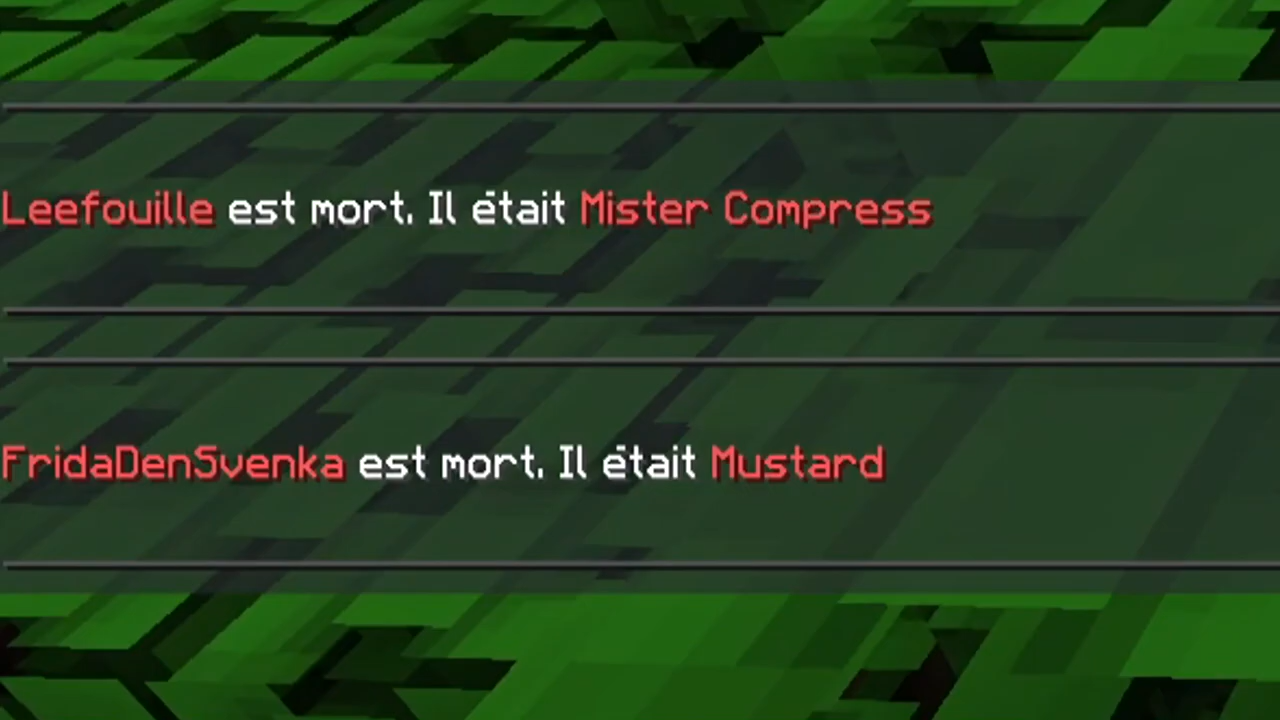 Leefouille est mort. Il était Mister Compress
FridaDenSvenka est mort. Il était Mustard